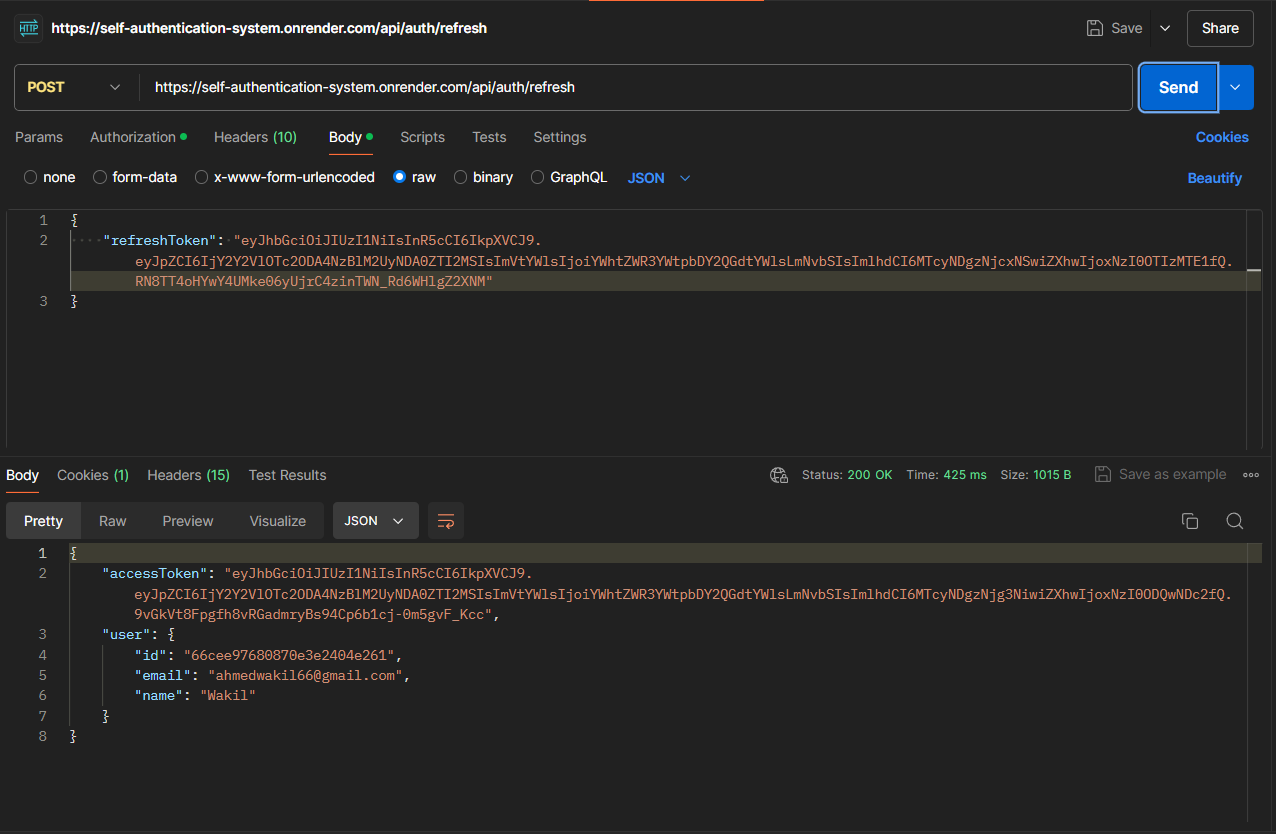 HTTP https://self-authentication-system.onrender.com/api/auth/refresh Save Share
POST https://self-authentication-system.onrender.com/api/auth/refresh Send
Params Authorization Headers (10) Body Scripts Tests Settings Cookies
none form-data x-www-form-urlencoded raw binary GraphQL JSON Beautify
1 {
2 ····"refreshToken":·"eyJhbGciOiJIUzI1NiIsInR5cCI6IkpXVCJ9.
eyJpZCI6IjY2Y2VlOTc2ODA4NzBlM2UyNDA0ZTI2MSIsImVtYWlsIjoiYWhtZWR3YWtpbDY2QGdtYWlsLmNvbSIsImlhdCI6MTcyNDgzNjcxNSwiZXhwIjoxNzI0OTIzMTE1fQ.
RN8TT4oHYwY4UMke06yUjrC4zinTWN_Rd6WHlgZ2XNM"
3 }
Body Cookies (1) Headers (15) Test Results Status: 200 OK Time: 425 ms Size: 1015 B Save as example
Pretty Raw Preview Visualize JSON
1 {
2 "accessToken": "eyJhbGciOiJIUzI1NiIsInR5cCI6IkpXVCJ9.
eyJpZCI6IjY2Y2VlOTc2ODA4NzBlM2UyNDA0ZTI2MSIsImVtYWlsIjoiYWhtZWR3YWtpbDY2QGdtYWlsLmNvbSIsImlhdCI6MTcyNDgzNjg3NiwiZXhwIjoxNzI0ODQwNDc2fQ.
9vGkVt8Fpgfh8vRGadmryBs94Cp6b1cj-0m5gvF_Kcc",
3 "user": {
4 "id": "66cee97680870e3e2404e261",
5 "email": "ahmedwakil66@gmail.com",
6 "name": "Wakil"
7 }
8 }